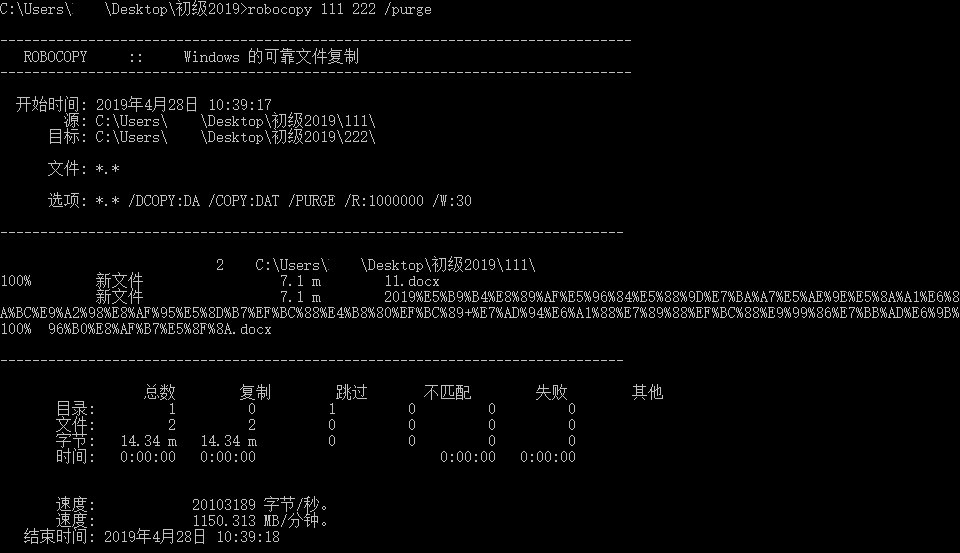 C:\Users\ \Desktop\初级2019>robocopy 111 222 /purge
-------------------------------------------------------------------------------
ROBOCOPY :: Windows 的可靠文件复制
-------------------------------------------------------------------------------
开始时间: 2019年4月28日 10:39:17
源: C:\Users\ \Desktop\初级2019\111\
目标: C:\Users\ \Desktop\初级2019\222\
文件: *.*
选项: *.* /DCOPY:DA /COPY:DAT /PURGE /R:1000000 /W:30
------------------------------------------------------------------------------
2 C:\Users\ \Desktop\初级2019\111\
100% 新文件 7.1 m 11.docx
新文件 7.1 m 2019%E5%B9%B4%E8%89%AF%E5%96%84%E5%88%9D%E7%BA%A7%E5%AE%9E%E5%8A%A1%E6%8
A%BC%E9%A2%98%E8%AF%95%E5%8D%B7%EF%BC%88%E4%B8%80%EF%BC%89+%E7%AD%94%E6%A1%88%E7%89%88%EF%BC%88%E9%99%86%E7%BB%AD%E6%9B%
100% 96%B0%E8%AF%B7%E5%8F%8A.docx
------------------------------------------------------------------------------
总数 复制 跳过 不匹配 失败 其他
目录: 1 0 1 0 0 0
文件: 2 2 0 0 0 0
字节: 14.34 m 14.34 m 0 0 0 0
时间: 0:00:00 0:00:00 0:00:00 0:00:00
速度: 20103189 字节/秒。
速度: 1150.313 MB/分钟。
结束时间: 2019年4月28日 10:39:18